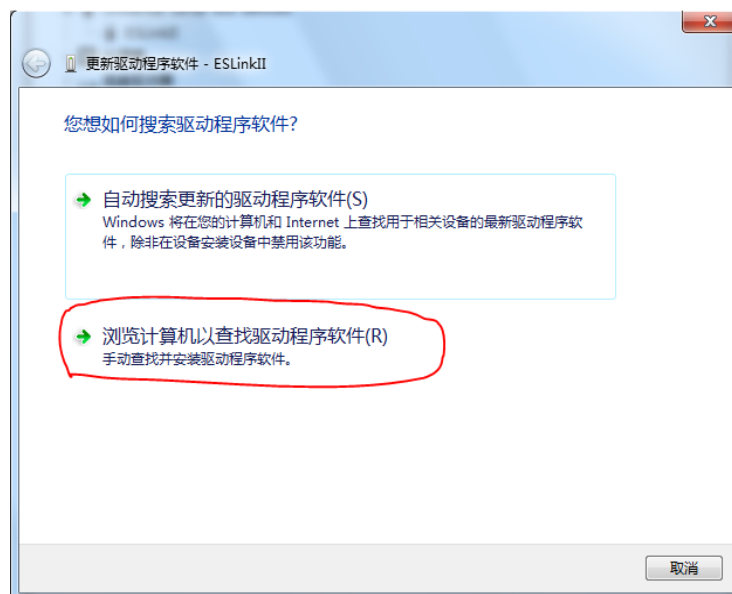 更新驱动程序软件 - ESLinkII
您想如何搜索驱动程序软件?
自动搜索更新的驱动程序软件(S)
Windows 将在您的计算机和 Internet 上查找用于相关设备的最新驱动程序软
件，除非在设备安装设备中禁用该功能。
浏览计算机以查找驱动程序软件(R)
手动查找并安装驱动程序软件。
取消